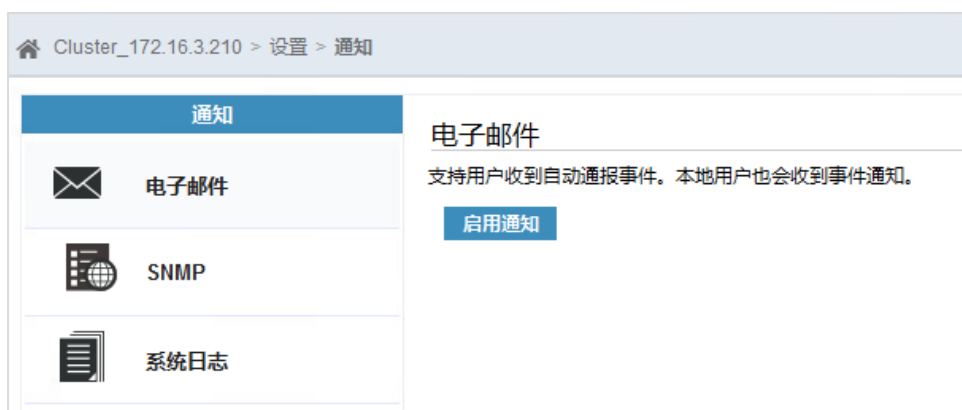 Cluster_172.16.3.210 > 设置 > 通知
通知
电子邮件
SNMP
系统日志
电子邮件
支持用户收到自动通报事件。本地用户也会收到事件通知。
启用通知